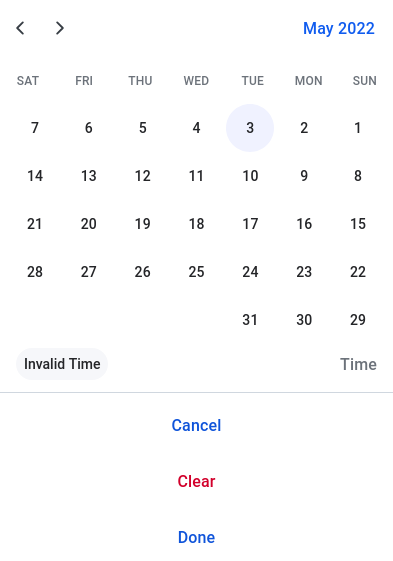 May 2022
SAT FRI THU WED TUE MON SUN
7 6 5 4 3 2 1
14 13 12 11 10 9 8
21 20 19 18 17 16 15
28 27 26 25 24 23 22
31 30 29
Invalid Time Time
Cancel
Clear
Done